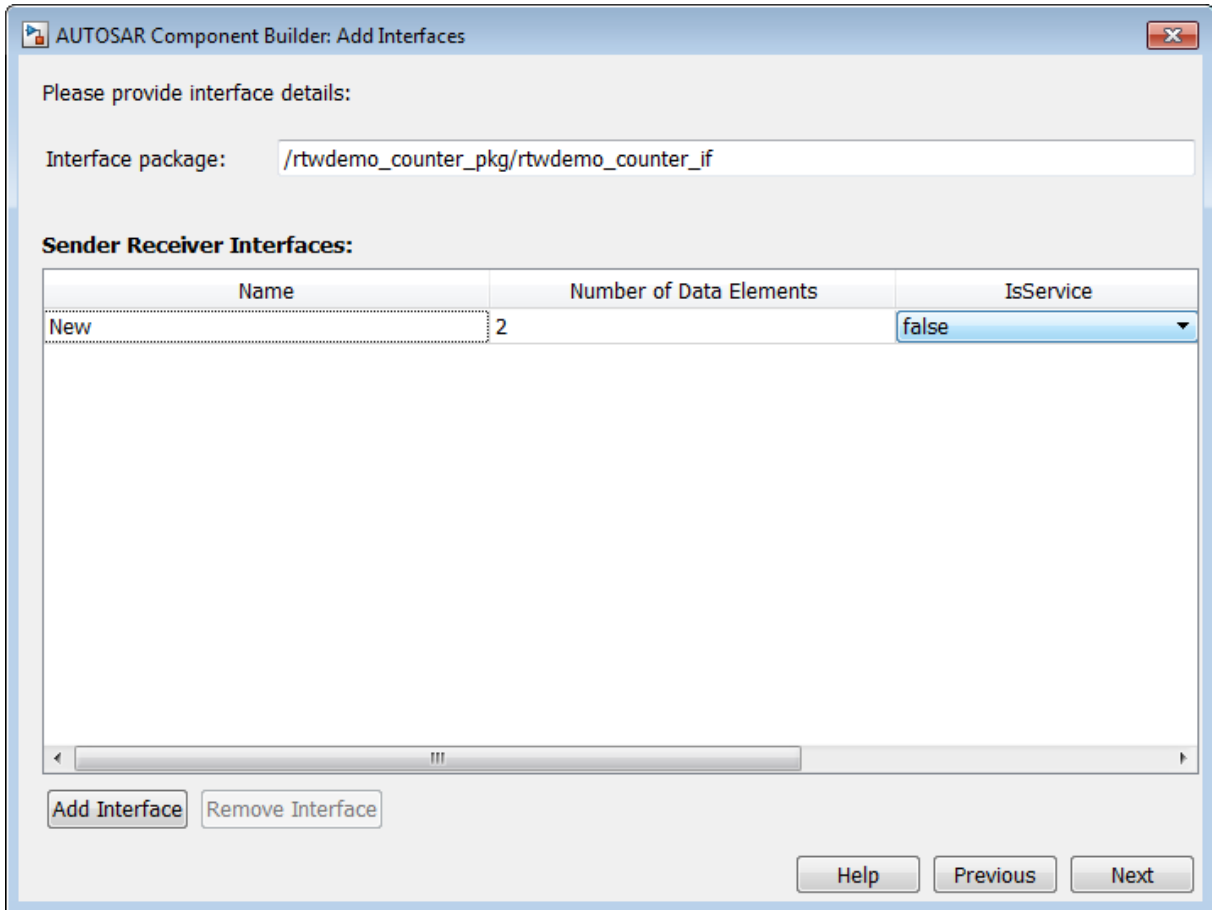 AUTOSAR Component Builder: Add Interfaces
Please provide interface details:
Interface package: /rtwdemo_counter_pkg/rtwdemo_counter_if
Sender Receiver Interfaces:
Name Number of Data Elements IsService
New 2 false
Add Interface Remove Interface
Help Previous Next